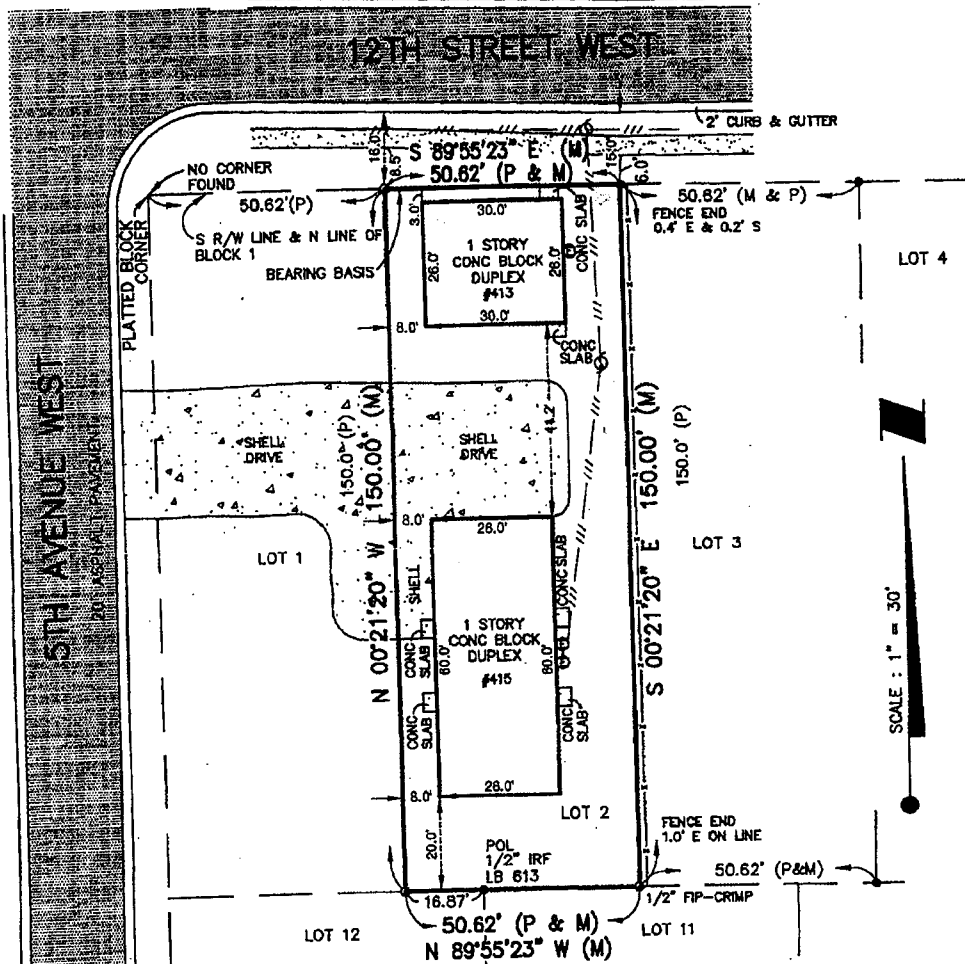 12TH STREET WEST
2' CURB & GUTTER
16.0'
8.5'
S 89°55'23" E (M)
50.62' (P & M)
15.0'
6.0'
NO CORNER
FOUND
50.62'(P)
50.62' (M & P)
FENCE END
0.4' E & 0.2' S
S R/W LINE & N LINE OF
BLOCK 1
BEARING BASIS
PLATTED BLOCK
CORNER
3.0'
30.0'
CONC SLAB
1 STORY
CONC BLOCK
DUPLEX
#413
26.0'
26.0'
30.0'
8.0'
CONC
SLAB
LOT 4
5TH AVENUE WEST
20' ASPHALT PAVEMENT
SHELL
DRIVE
SHELL
DRIVE
150.0' (P)
N 00°21'20" W 150.00' (M)
44.2'
S 00°21'20" E 150.00' (M)
150.0' (P)
8.0'
26.0'
LOT 1
LOT 3
SHELL
CONC SLAB
1 STORY
CONC BLOCK
DUPLEX
#415
60.0'
60.0'
CONC
SLAB
CONC
SLAB
CONC
SLAB
SCALE : 1" = 30'
8.0'
26.0'
LOT 2
20.0'
POL
1/2" IRF
LB 613
FENCE END
1.0' E ON LINE
50.62' (P&M)
1/2" FIP-CRIMP
16.87'
50.62' (P & M)
N 89°55'23" W (M)
LOT 12
LOT 11